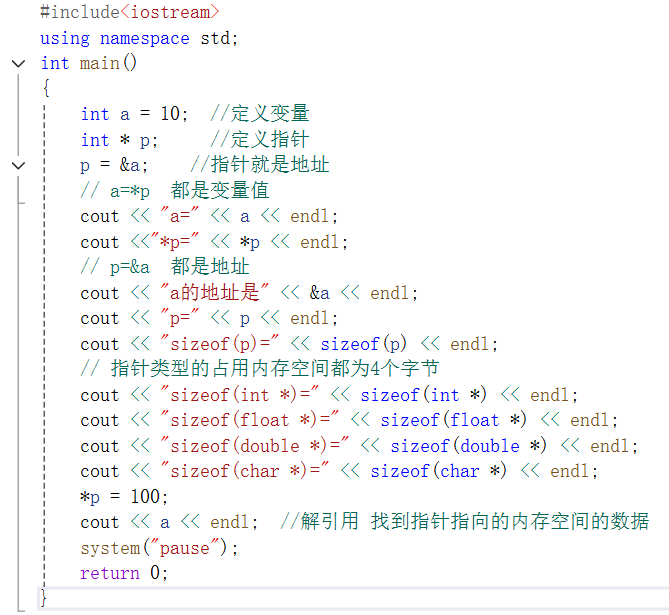 #include<iostream>
using namespace std;
int main()
{
int a = 10;  //定义变量
int * p;     //定义指针
p = &a;    //指针就是地址
// a=*p  都是变量值
cout << "a=" << a << endl;
cout <<"*p=" << *p << endl;
// p=&a  都是地址
cout << "a的地址是" << &a << endl;
cout << "p=" << p << endl;
cout << "sizeof(p)=" << sizeof(p) << endl;
// 指针类型的占用内存空间都为4个字节
cout << "sizeof(int *)=" << sizeof(int *) << endl;
cout << "sizeof(float *)=" << sizeof(float *) << endl;
cout << "sizeof(double *)=" << sizeof(double *) << endl;
cout << "sizeof(char *)=" << sizeof(char *) << endl;
*p = 100;
cout << a << endl;  //解引用 找到指针指向的内存空间的数据
system("pause");
return 0;
}